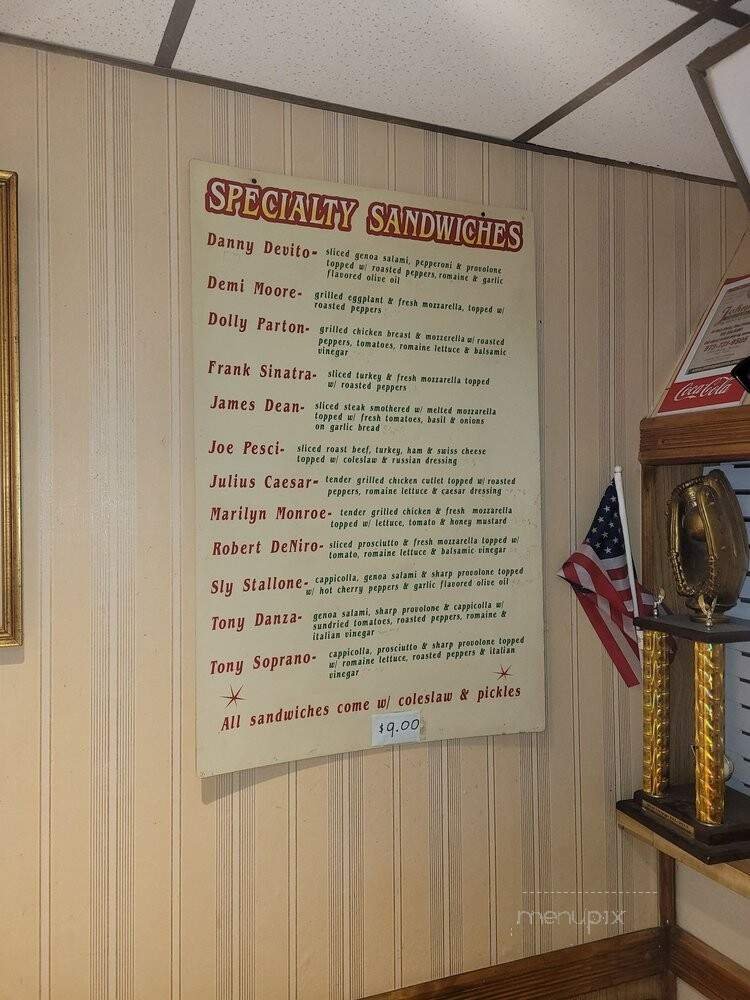 SPECIALTY SANDWICHES
Danny Devito- sliced genoa salami, pepperoni & provolone
topped w/ roasted peppers, romaine & garlic
flavored olive oil
Demi Moore- grilled eggplant & fresh mozzarella, topped w/
roasted peppers
Dolly Parton- grilled chicken breast & mozzerella w/ roasted
peppers, tomatoes, romaine lettuce & balsamic
vinegar
Frank Sinatra- sliced turkey & fresh mozzarella topped
w/ roasted peppers
James Dean- sliced steak smothered w/ melted mozzarella
topped w/ fresh tomatoes, basil & onions
on garlic bread
Joe Pesci- sliced roast beef, turkey, ham & swiss cheese
topped w/ coleslaw & russian dressing
Julius Caesar- tender grilled chicken cutlet topped w/ roasted
peppers, romaine lettuce & caesar dressing
Marilyn Monroe- tender grilled chicken & fresh mozzarella
topped w/ lettuce, tomato & honey mustard
Robert DeNiro- sliced prosciutto & fresh mozzarella topped w/
tomato, romaine lettuce & balsamic vinegar
Sly Stallone- cappicolla, genoa salami & sharp provolone topped
w/ hot cherry peppers & garlic flavored olive oil
Tony Danza- genoa salami, sharp provolone & cappicolla w/
sundried tomatoes, roasted peppers, romaine &
italian vinegar
Tony Soprano- cappicolla, prosciutto & sharp provolone topped
w/ romaine lettuce, roasted peppers & italian
vinegar
All sandwiches come w/ coleslaw & pickles
$9.00
Coca-Cola
menupix